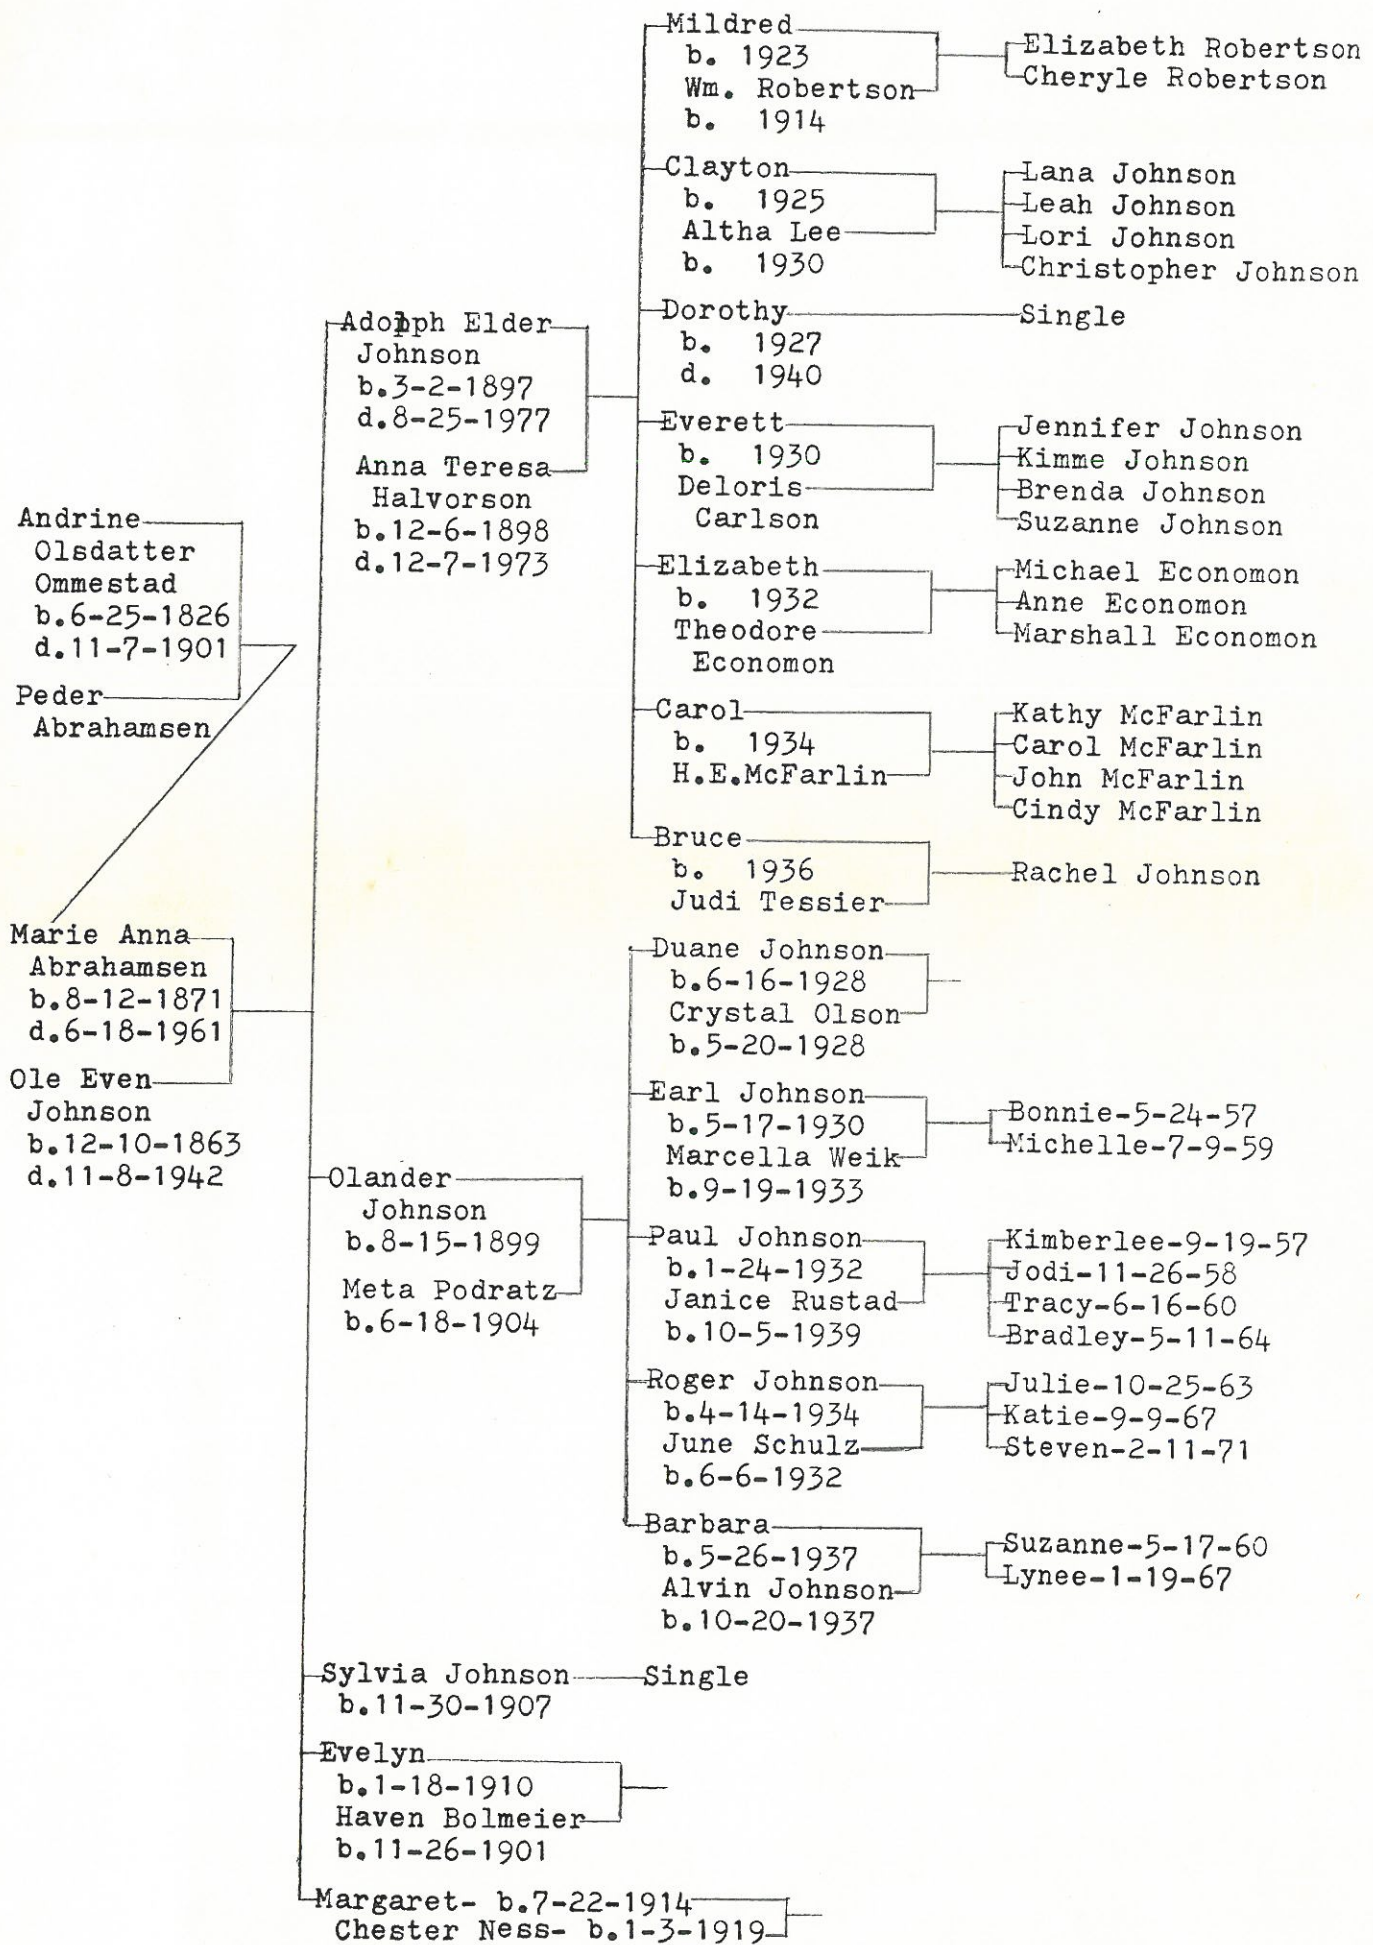 Andrine
Olsdatter
Ommestad
b.6-25-1826
d.11-7-1901
Peder
Abrahamsen
Marie Anna
Abrahamsen
b.8-12-1871
d.6-18-1961
Ole Even
Johnson
b.12-10-1863
d.11-8-1942
Adolph Elder
Johnson
b.3-2-1897
d.8-25-1977
Anna Teresa
Halvorson
b.12-6-1898
d.12-7-1973
Olander
Johnson
b.8-15-1899
Meta Podratz
b.6-18-1904
Sylvia Johnson Single
b.11-30-1907
Evelyn
b.1-18-1910
Haven Bolmeier
b.11-26-1901
Margaret- b.7-22-1914
Chester Ness- b.1-3-1919
Mildred
b. 1923
Wm. Robertson
b. 1914
Clayton
b. 1925
Altha Lee
b. 1930
Dorothy
b. 1927
d. 1940
Everett
b. 1930
Deloris
Carlson
Elizabeth
b. 1932
Theodore
Economon
Carol
b. 1934
H.E.McFarlin
Bruce
b. 1936
Judi Tessier
Duane Johnson
b.6-16-1928
Crystal Olson
b.5-20-1928
Earl Johnson
b.5-17-1930
Marcella Weik
b.9-19-1933
Paul Johnson
b.1-24-1932
Janice Rustad
b.10-5-1939
Roger Johnson
b.4-14-1934
June Schulz
b.6-6-1932
Barbara
b.5-26-1937
Alvin Johnson
b.10-20-1937
Elizabeth Robertson
Cheryle Robertson
Lana Johnson
Leah Johnson
Lori Johnson
Christopher Johnson
Single
Jennifer Johnson
Kimme Johnson
Brenda Johnson
Suzanne Johnson
Michael Economon
Anne Economon
Marshall Economon
Kathy McFarlin
Carol McFarlin
John McFarlin
Cindy McFarlin
Rachel Johnson
Bonnie-5-24-57
Michelle-7-9-59
Kimberlee-9-19-57
Jodi-11-26-58
Tracy-6-16-60
Bradley-5-11-64
Julie-10-25-63
Katie-9-9-67
Steven-2-11-71
Suzanne-5-17-60
Lynee-1-19-67